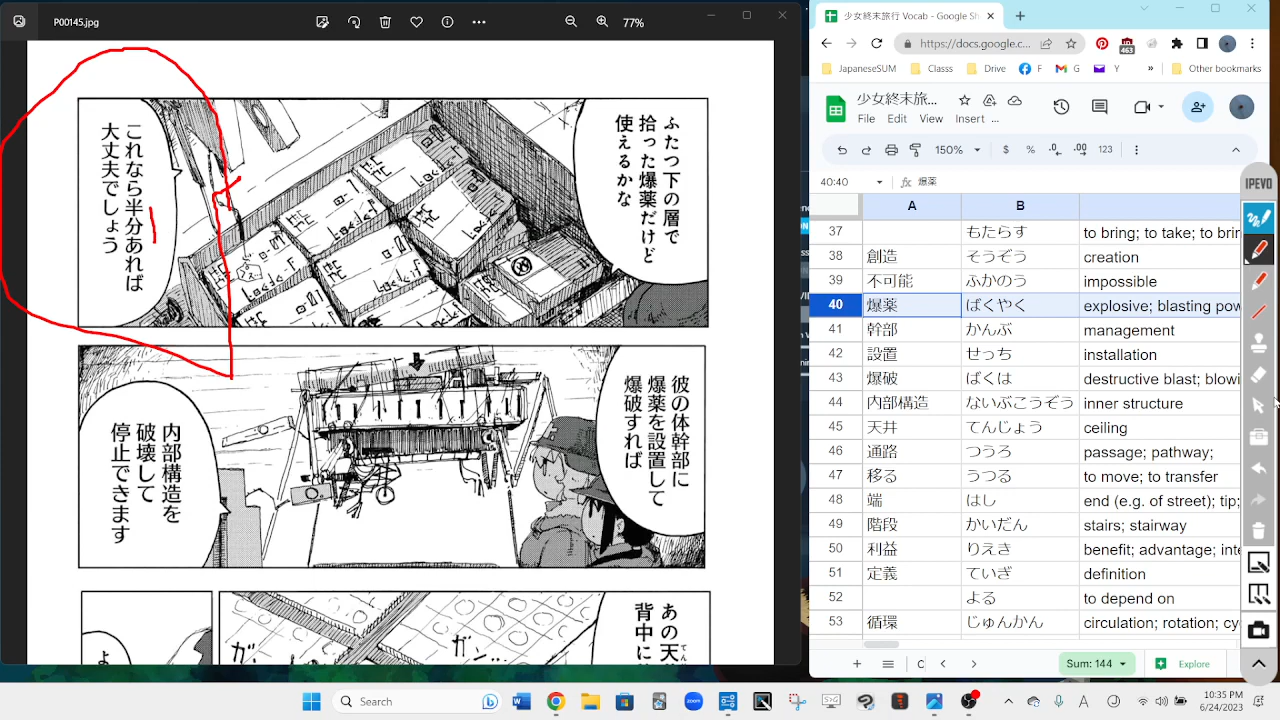 P00145.jpg
77%
ふたつ下の層で
拾った爆薬だけど
使えるかな
これなら半分あれば
大丈夫でしょう
彼の体幹部に
爆薬を設置して
爆破すれば
内部構造を
破壊して
停止できます
あの天
背中に
ガン
ガン
よ
少女終末旅行 Vocab - Google Sh
https://docs.google.c...
463
JapaneseSUM
Classs
Drive
F
G
Y
»
Other bookmarks
少女終末旅...
File Edit View Insert ...
150% $ % .0 .00 123
40:40 fx 爆薬
A B
37 もたらす to bring; to take; to brin
38 創造 そうぞう creation
39 不可能 ふかのう impossible
40 爆薬 ばくやく explosive; blasting pow
41 幹部 かんぶ management
42 設置 せっち installation
43 爆破 ばくは destructive blast; blowi
44 内部構造 ないぶこうぞう inner structure
45 天井 てんじょう ceiling
46 通路 つうろ passage; pathway;
47 移る うつる to move; to transfer
48 端 はし end (e.g. of street); tip;
49 階段 かいだん stairs; stairway
50 利益 りえき benefit; advantage; int
51 定義 ていぎ definition
52 よる to depend on
53 循環 じゅんかん circulation; rotation; cy
Sum: 144
Explore
IPEVO
Search
zoom
10:35 PM
6/24/2023